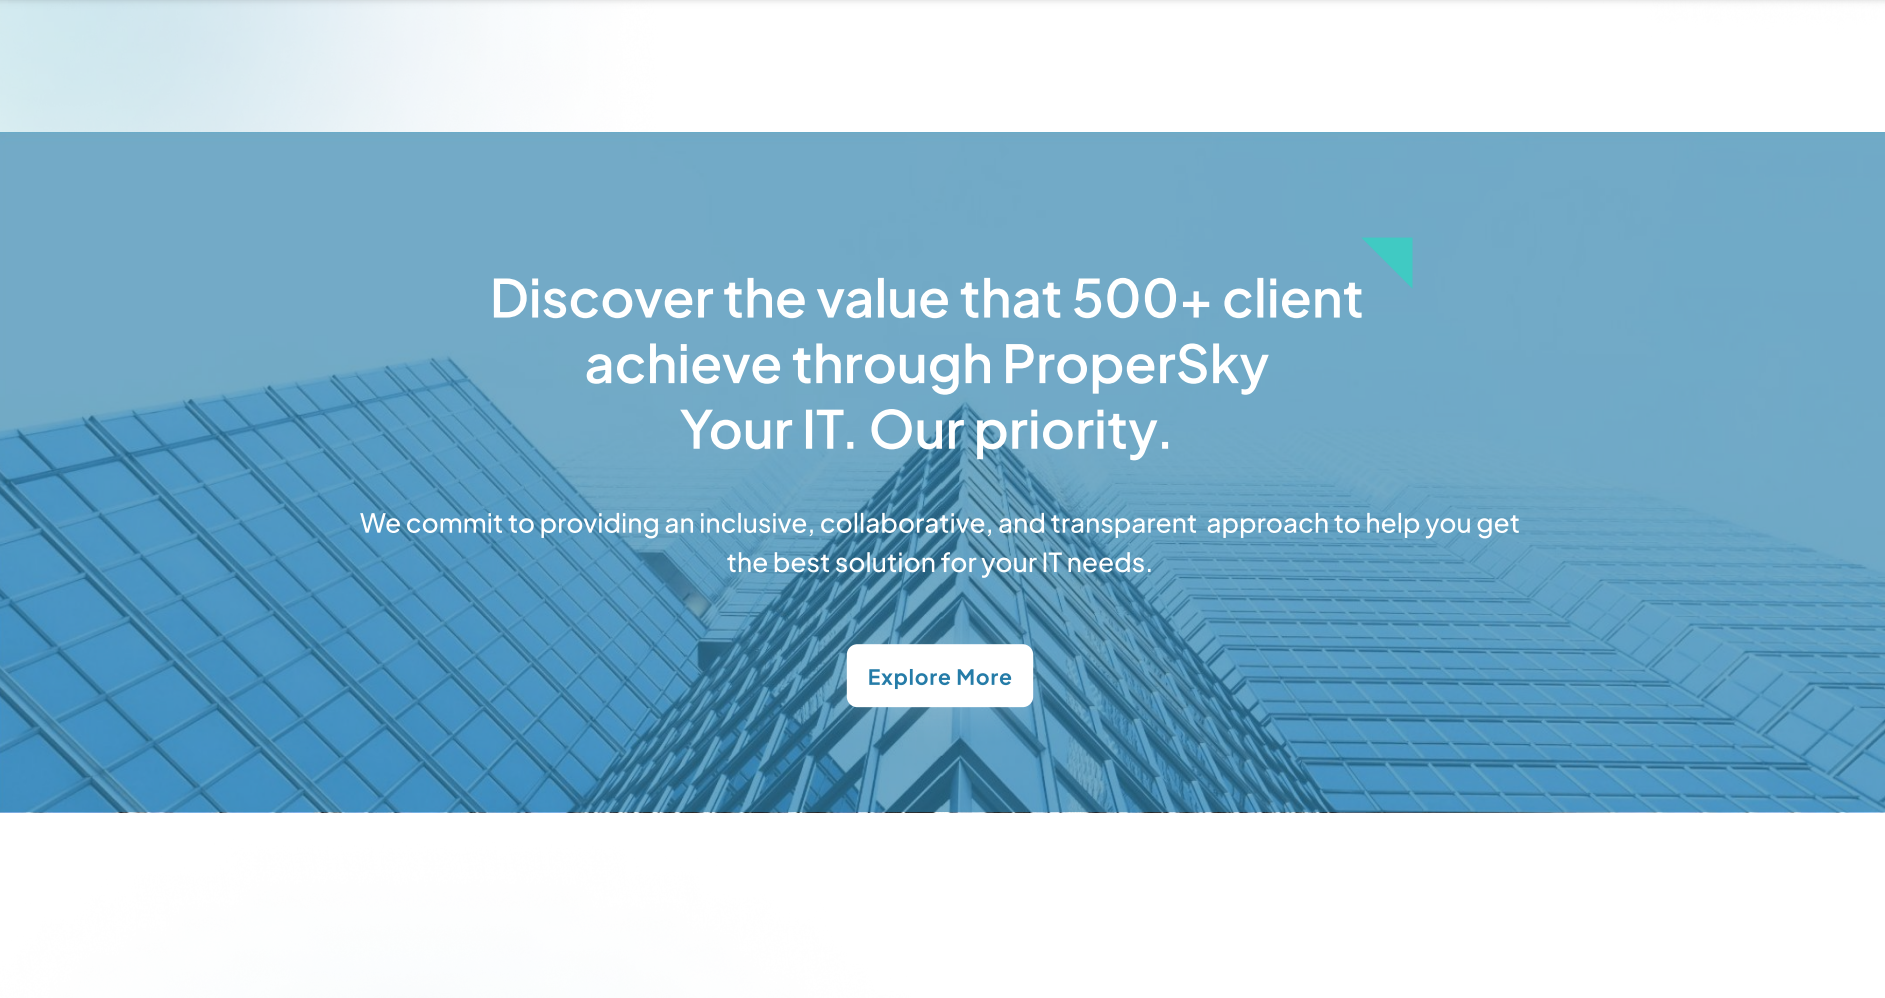 Discover the value that 500+ client
achieve through ProperSky
Your IT. Our priority.
We commit to providing an inclusive, collaborative, and transparent  approach to help you get
the best solution for your IT needs.
Explore More